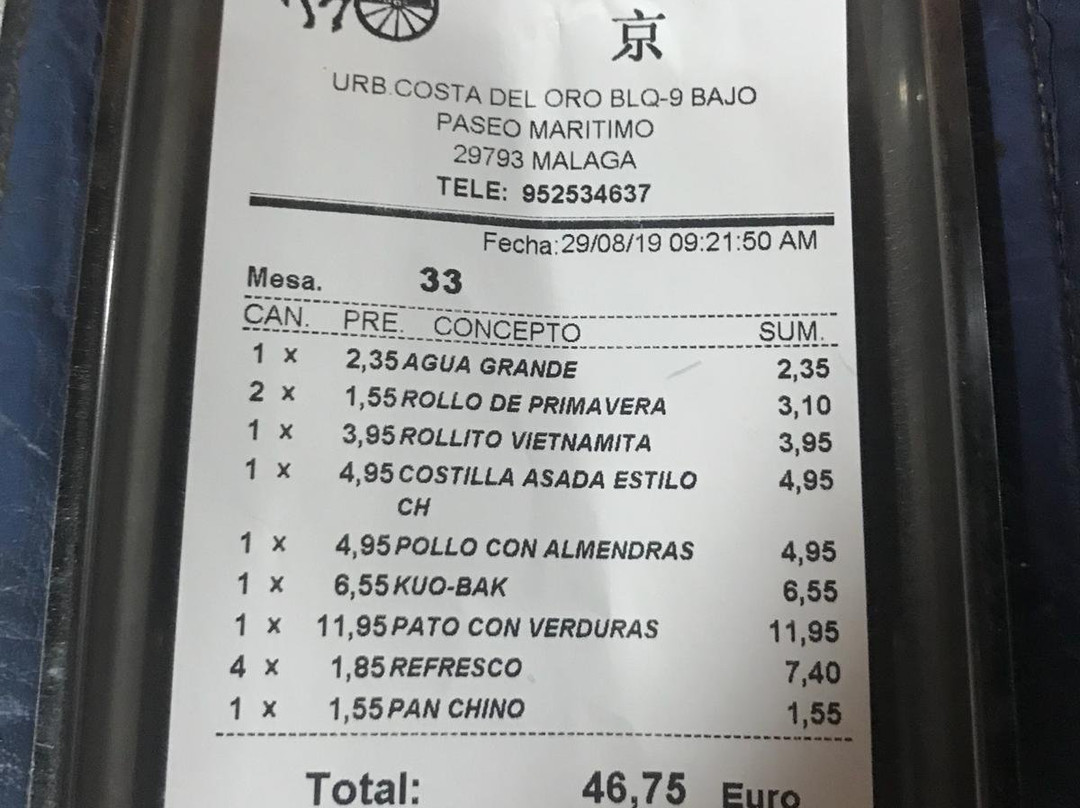 京
URB.COSTA DEL ORO BLQ-9 BAJO
PASEO MARITIMO
29793 MALAGA
TELE: 952534637
Fecha:29/08/19 09:21:50 AM
Mesa. 33
CAN. PRE. CONCEPTO SUM.
1 x 2,35 AGUA GRANDE 2,35
2 x 1,55 ROLLO DE PRIMAVERA 3,10
1 x 3,95 ROLLITO VIETNAMITA 3,95
1 x 4,95 COSTILLA ASADA ESTILO 4,95
CH
1 x 4,95 POLLO CON ALMENDRAS 4,95
1 x 6,55 KUO-BAK 6,55
1 x 11,95 PATO CON VERDURAS 11,95
4 x 1,85 REFRESCO 7,40
1 x 1,55 PAN CHINO 1,55
Total: 46,75 Euro